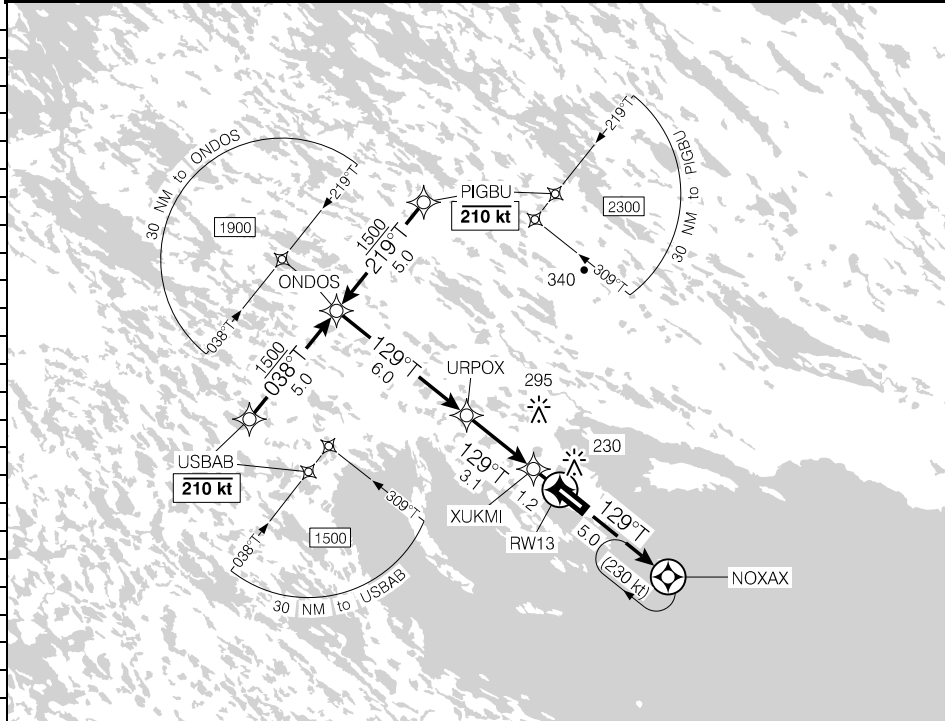 30 NM to ONDOS
219°T
1900
038°T
ONDOS
PIGBU
210 kt
219°T
2300
30 NM to PIGBU
309°T
340
1500
219°T
5.0
1500
038°T
5.0
129°T
6.0
URPOX
295
230
USBAB
210 kt
129°T
3.1
XUKMI
1.2
RW13
129°T
5.0
(230 kt)
NOXAX
309°T
038°T
1500
30 NM to USBAB